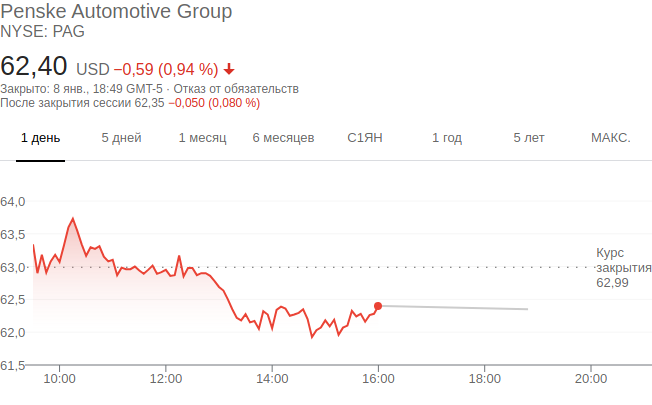 Penske Automotive Group
NYSE: PAG
62,40 USD −0,59 (0,94 %)
Закрыто: 8 янв., 18:49 GMT-5 · Отказ от обязательств
После закрытия сессии 62,35 −0,050 (0,080 %)
1 день 5 дней 1 месяц 6 месяцев С1ЯН 1 год 5 лет МАКС.
64,0
63,5
63,0
62,5
62,0
61,5
Курс
закрытия
62,99
10:00 12:00 14:00 16:00 18:00 20:00